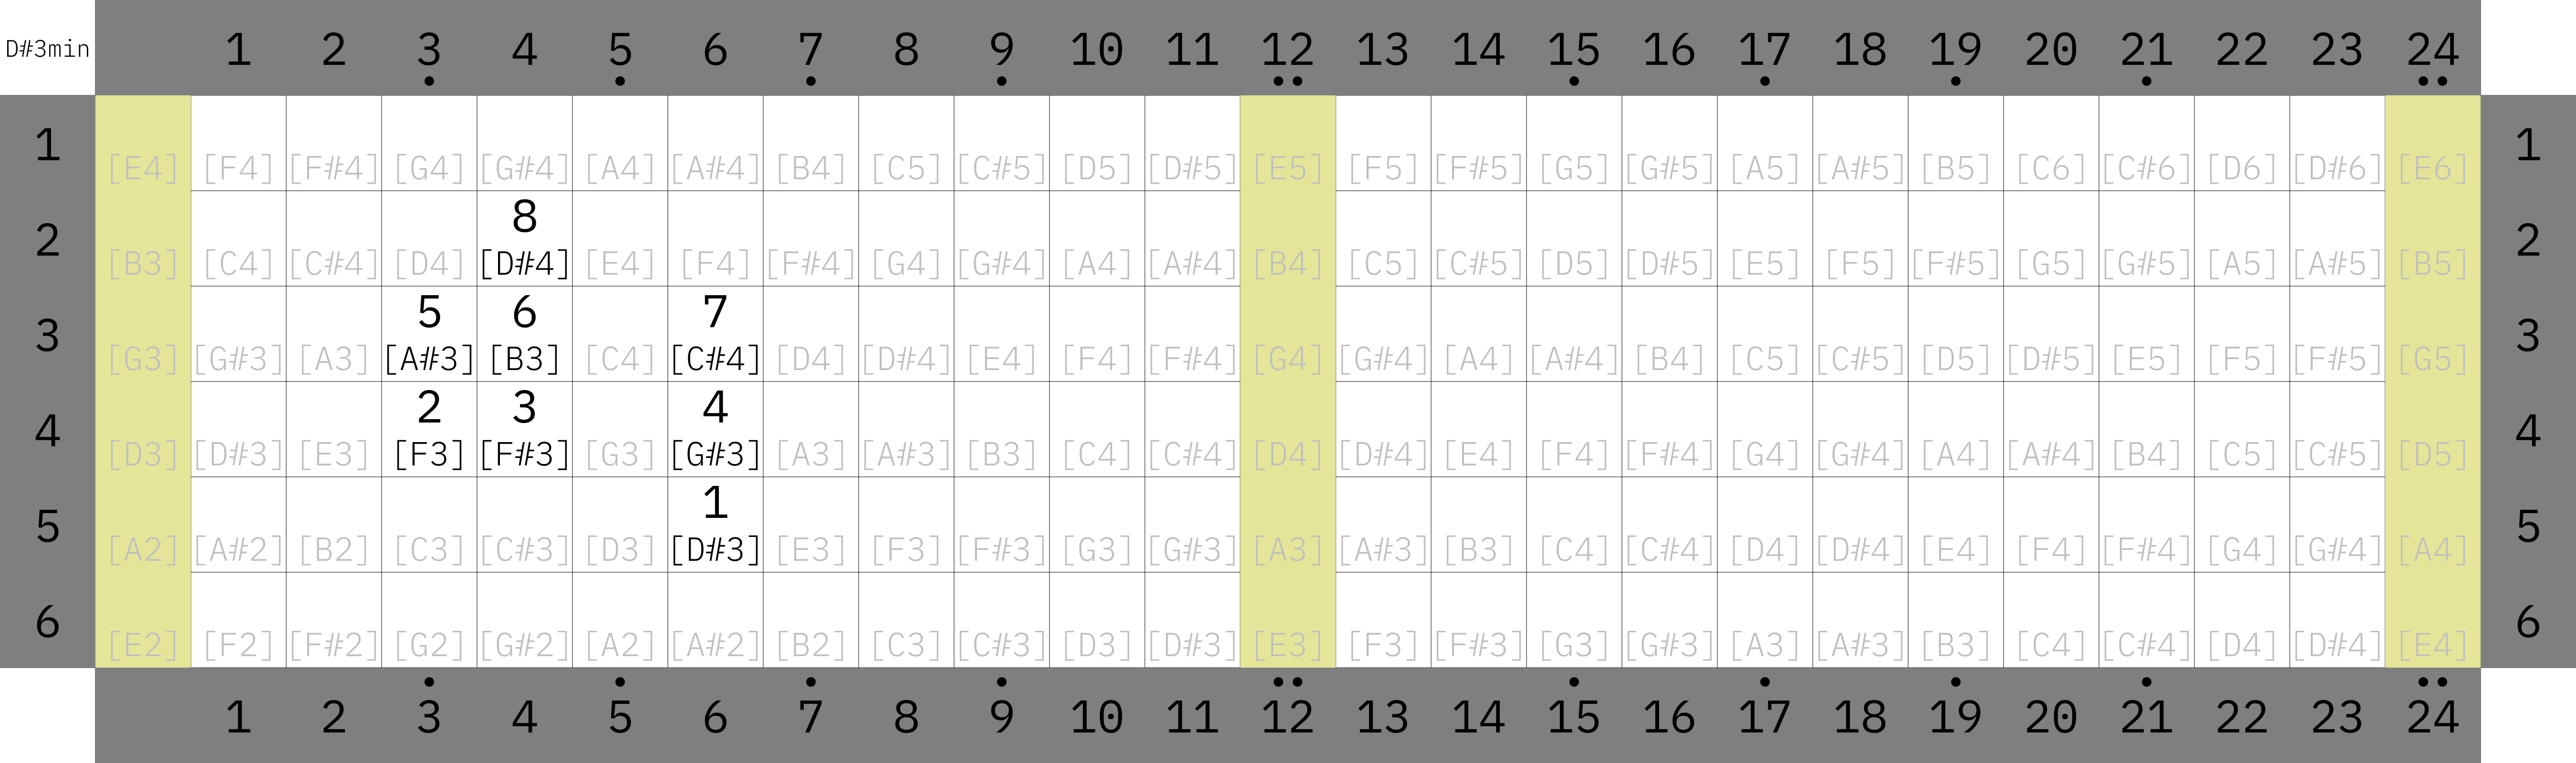 D#3min 1 2 3 4 5 6 7 8 9 10 11 12 13 14 15 16 17 18 19 20 21 22 23 24
1 [E4] [F4] [F#4] [G4] [G#4] [A4] [A#4] [B4] [C5] [C#5] [D5] [D#5] [E5] [F5] [F#5] [G5] [G#5] [A5] [A#5] [B5] [C6] [C#6] [D6] [D#6] [E6] 1
8
2 [B3] [C4] [C#4] [D4] [D#4] [E4] [F4] [F#4] [G4] [G#4] [A4] [A#4] [B4] [C5] [C#5] [D5] [D#5] [E5] [F5] [F#5] [G5] [G#5] [A5] [A#5] [B5] 2
5 6 7
3 [G3] [G#3] [A3] [A#3] [B3] [C4] [C#4] [D4] [D#4] [E4] [F4] [F#4] [G4] [G#4] [A4] [A#4] [B4] [C5] [C#5] [D5] [D#5] [E5] [F5] [F#5] [G5] 3
2 3 4
4 [D3] [D#3] [E3] [F3] [F#3] [G3] [G#3] [A3] [A#3] [B3] [C4] [C#4] [D4] [D#4] [E4] [F4] [F#4] [G4] [G#4] [A4] [A#4] [B4] [C5] [C#5] [D5] 4
1
5 [A2] [A#2] [B2] [C3] [C#3] [D3] [D#3] [E3] [F3] [F#3] [G3] [G#3] [A3] [A#3] [B3] [C4] [C#4] [D4] [D#4] [E4] [F4] [F#4] [G4] [G#4] [A4] 5
6 [E2] [F2] [F#2] [G2] [G#2] [A2] [A#2] [B2] [C3] [C#3] [D3] [D#3] [E3] [F3] [F#3] [G3] [G#3] [A3] [A#3] [B3] [C4] [C#4] [D4] [D#4] [E4] 6
1 2 3 4 5 6 7 8 9 10 11 12 13 14 15 16 17 18 19 20 21 22 23 24